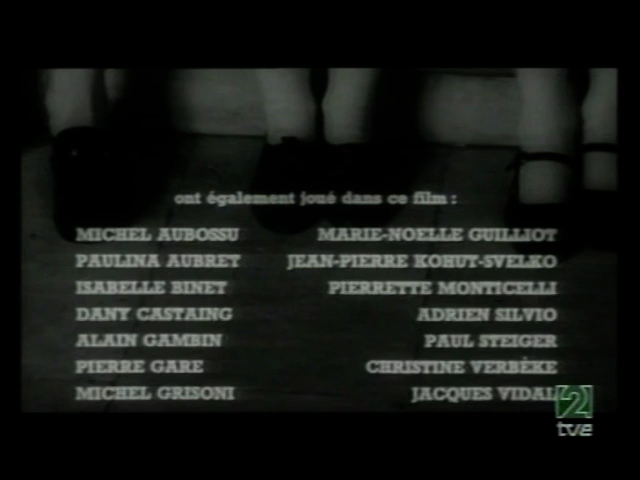 ont également joué dans ce film :
MICHEL AUBOSSU MARIE-NOELLE GUILLIOT
PAULINA AUBRET JEAN-PIERRE KOHUT-SVELKO
ISABELLE BINET PIERRETTE MONTICELLI
DANY CASTAING ADRIEN SILVIO
ALAIN GAMBIN PAUL STEIGER
PIERRE GARE CHRISTINE VERBÈKE
MICHEL GRISONI JACQUES VIDAL
2
tve